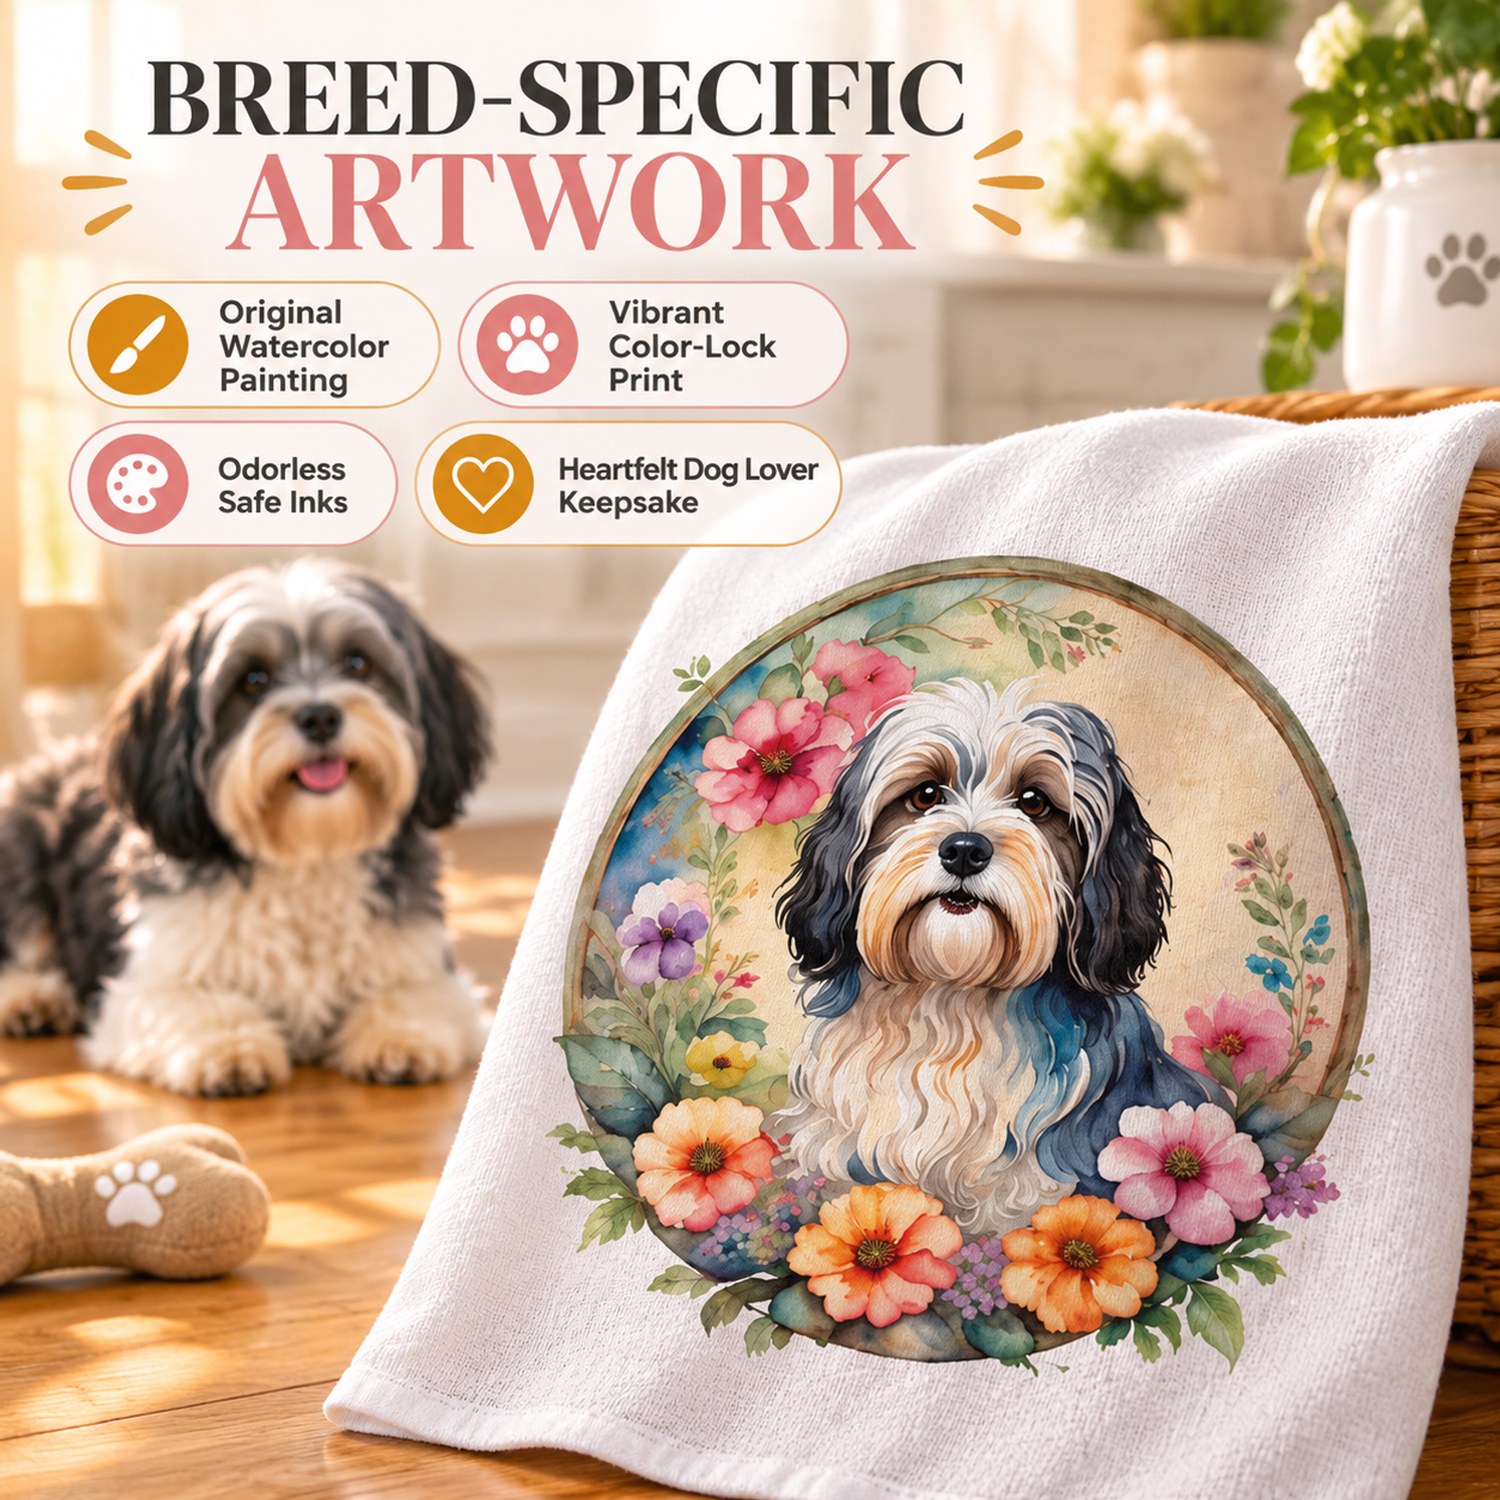 BREED-SPECIFIC
ARTWORK
Original
Watercolor
Painting
Vibrant
Color-Lock
Print
Odorless
Safe Inks
Heartfelt Dog Lover
Keepsake